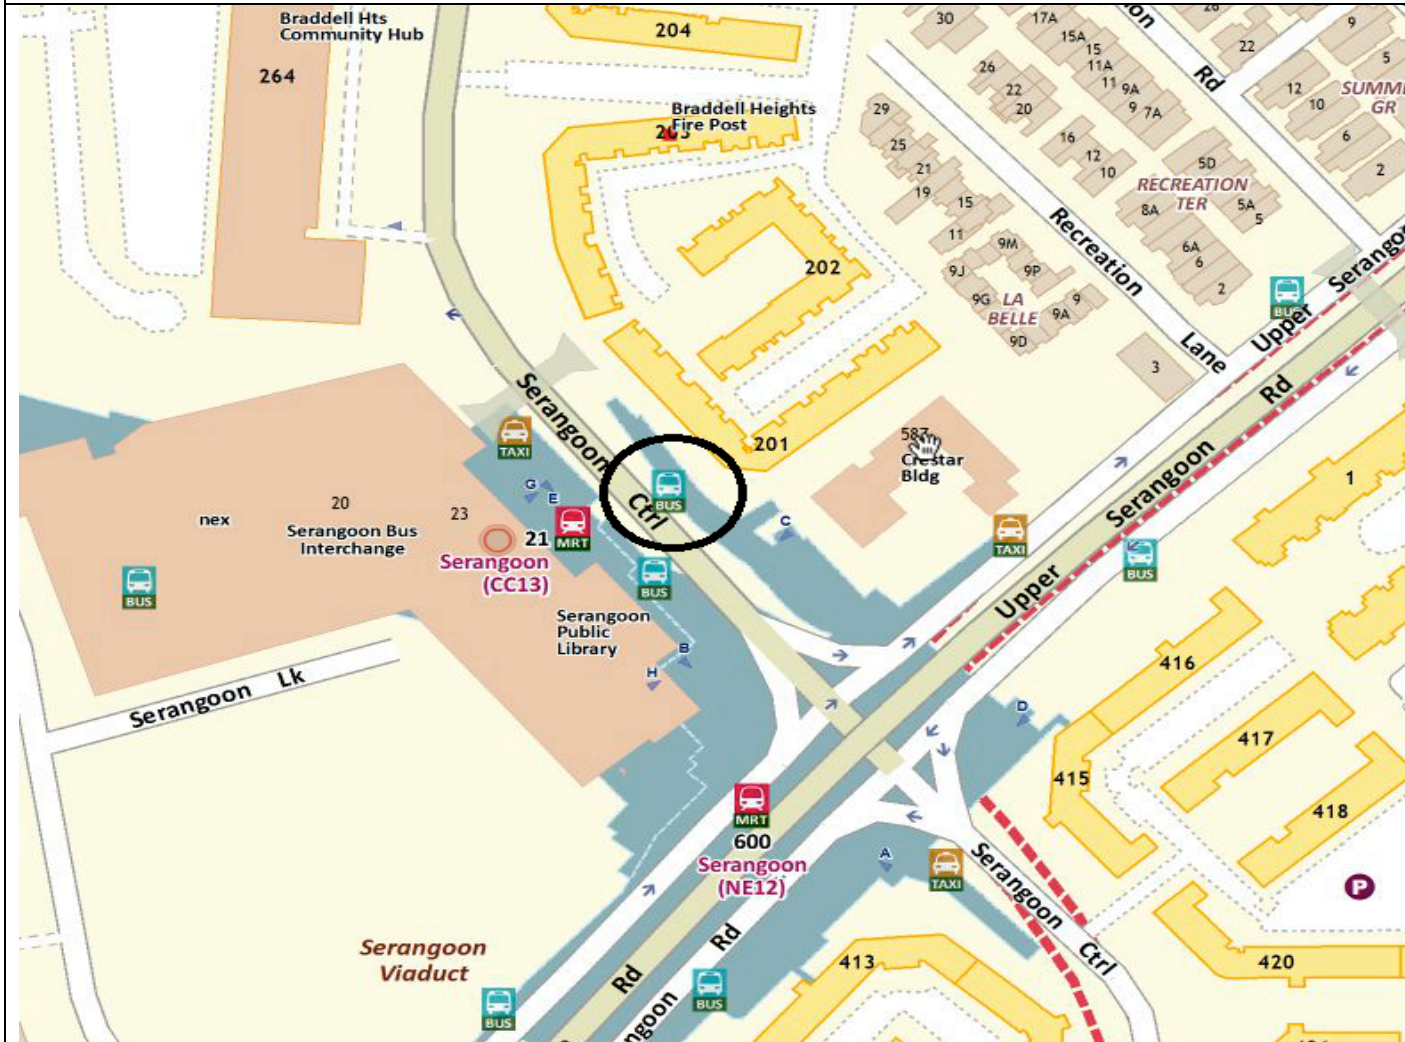 Braddell Hts
Community Hub
264
204
30
17A
15A
15
11A
11
9A
9
7A
26
22
20
Rd
28
22
9
5
12
10
6
2
SUMME
GR
Braddell Heights
Fire Post
203
29
25
21
19
15
11
16
12
10
5D
RECREATION
TER
8A
5A
5
6A
6
2
202
9M
9P
9J
9G
LA
BELLE
9
9A
9D
Recreation
Lane
3
BUS
Upper
Serangoon
Rd
Serangoon
Ctrl
201
Crestar
Bldg
TAXI
BUS
G
E
C
20
23
nex
Serangoon Bus
Interchange
21
MRT
Serangoon
(CC13)
BUS
BUS
Serangoon
Public
Library
B
H
TAXI
Upper
Serangoon
BUS
1
Serangoon Lk
416
417
415
418
D
MRT
600
Serangoon
(NE12)
A
TAXI
Serangoon
Ctrl
P
Serangoon
Viaduct
Rd
Rd
BUS
BUS
413
420